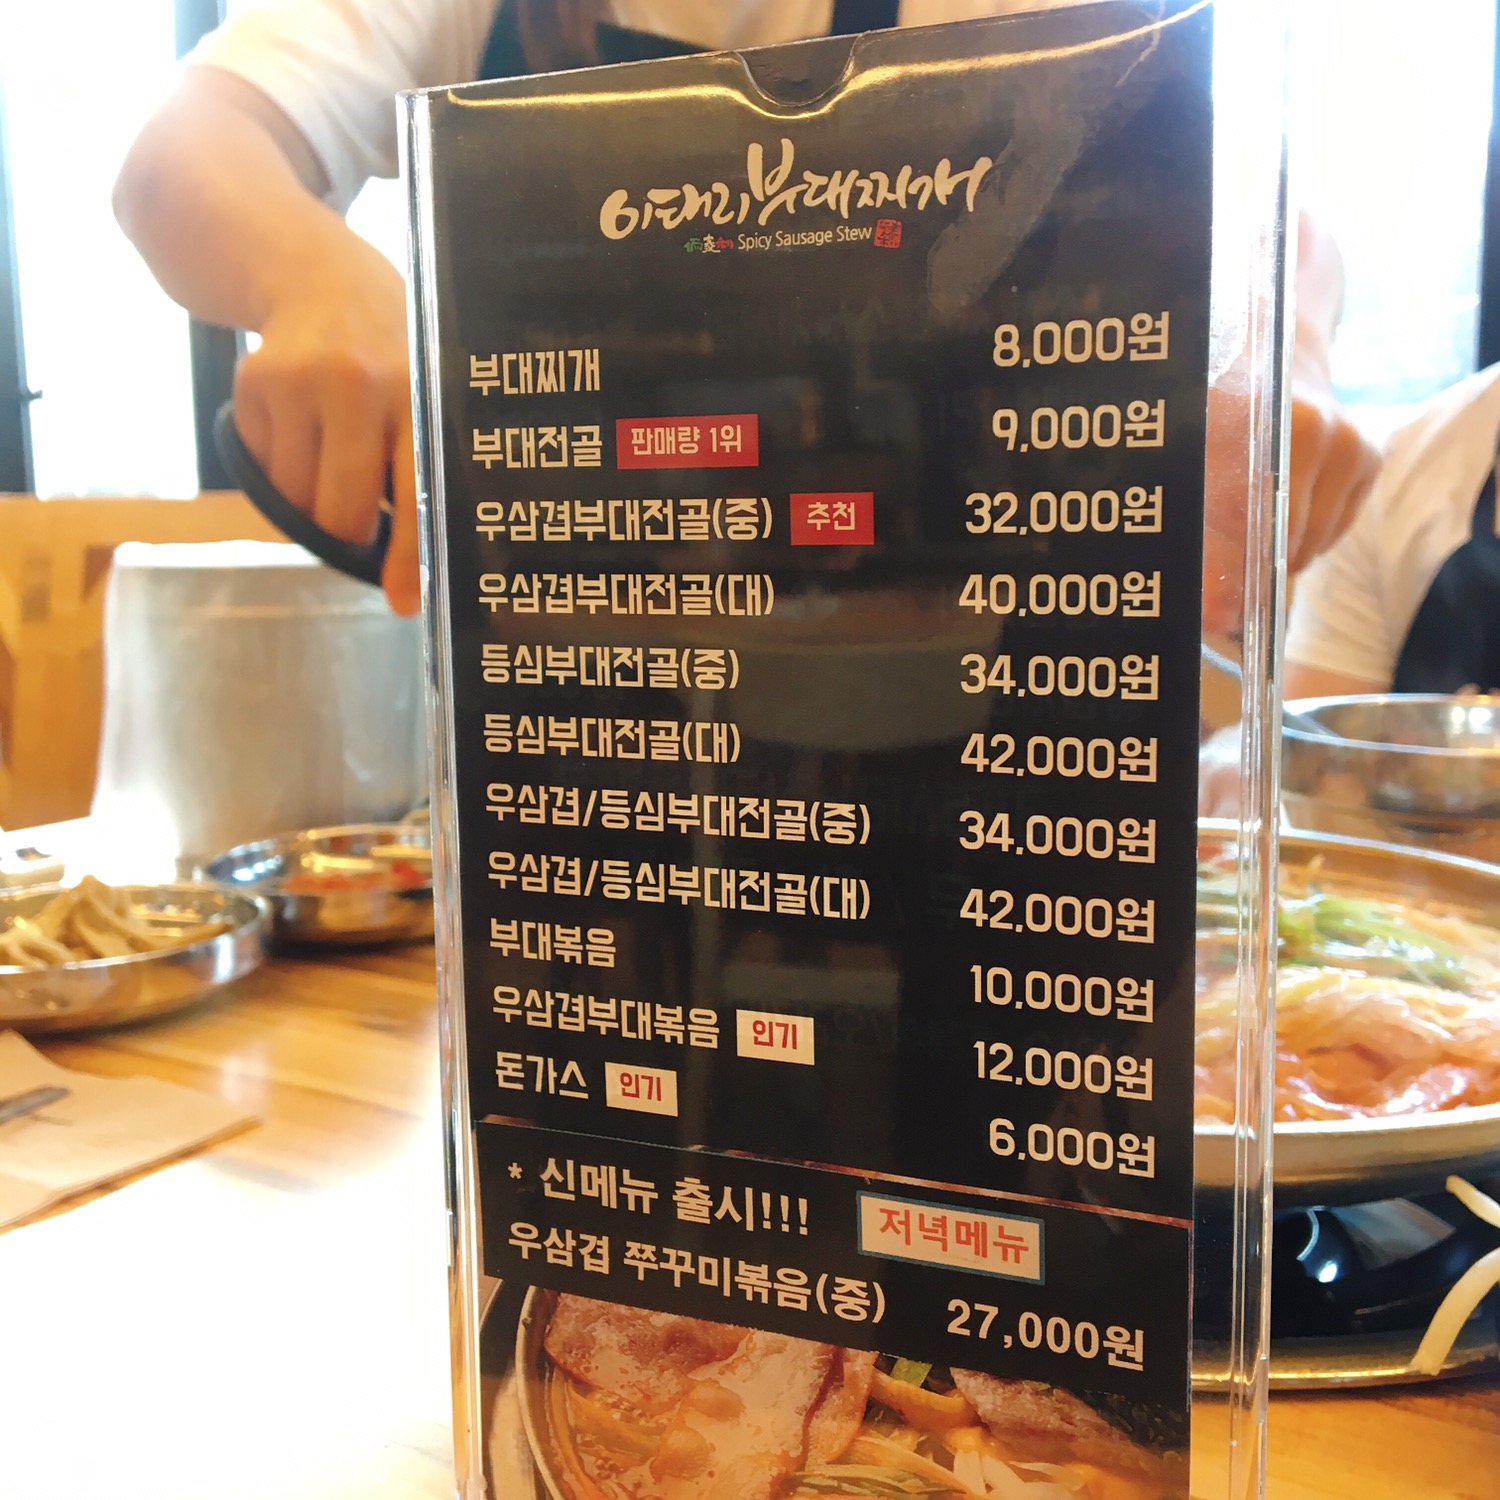 이태리부대찌개
Spicy Sausage Stew
부대찌개 8,000원
부대전골 판매량 1위 9,000원
우삼겹부대전골(중) 추천 32,000원
우삼겹부대전골(대) 40,000원
등심부대전골(중) 34,000원
등심부대전골(대) 42,000원
우삼겹/등심부대전골(중) 34,000원
우삼겹/등심부대전골(대) 42,000원
부대볶음 10,000원
우삼겹부대볶음 인기 12,000원
돈가스 인기 6,000원
* 신메뉴 출시!!! 저녁메뉴
우삼겹 쭈꾸미볶음(중) 27,000원